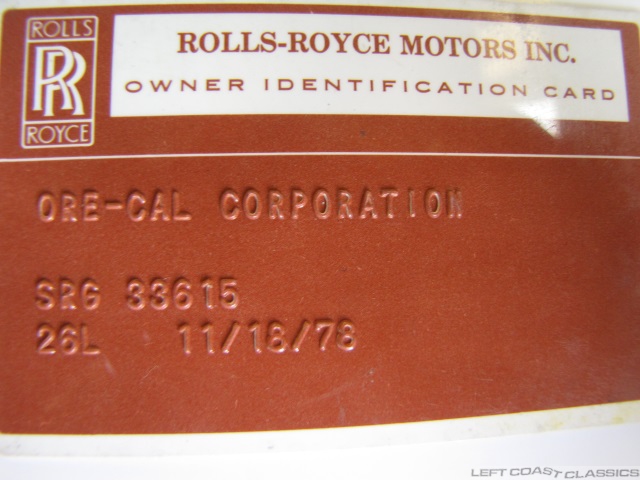 ROLLS
RR
ROYCE
ROLLS-ROYCE MOTORS INC.
OWNER IDENTIFICATION CARD
ORE-CAL CORPORATION
SRG 33615
26L 11/18/78
LEFT COAST CLASSICS